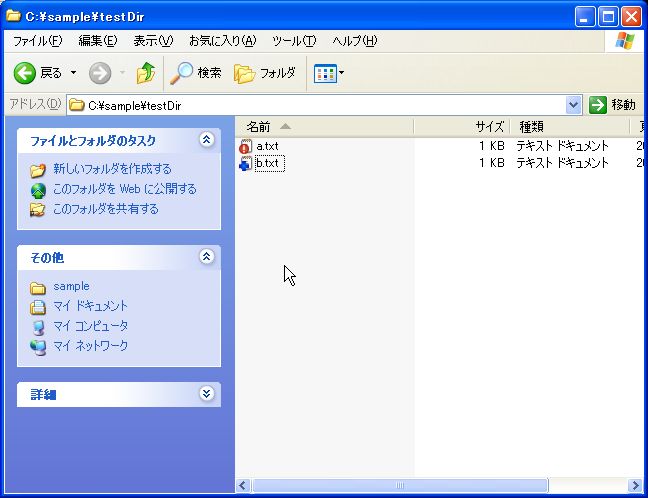 C:¥sample¥testDir
ファイル(F) 編集(E) 表示(V) お気に入り(A) ツール(T) ヘルプ(H)
戻る 検索 フォルダ
アドレス(D) C:¥sample¥testDir 移動
ファイルとフォルダのタスク
新しいフォルダを作成する
このフォルダを Web に公開する
このフォルダを共有する
その他
sample
マイ ドキュメント
マイ コンピュータ
マイ ネットワーク
詳細
名前 サイズ 種類
a.txt 1 KB テキスト ドキュメント
b.txt 1 KB テキスト ドキュメント